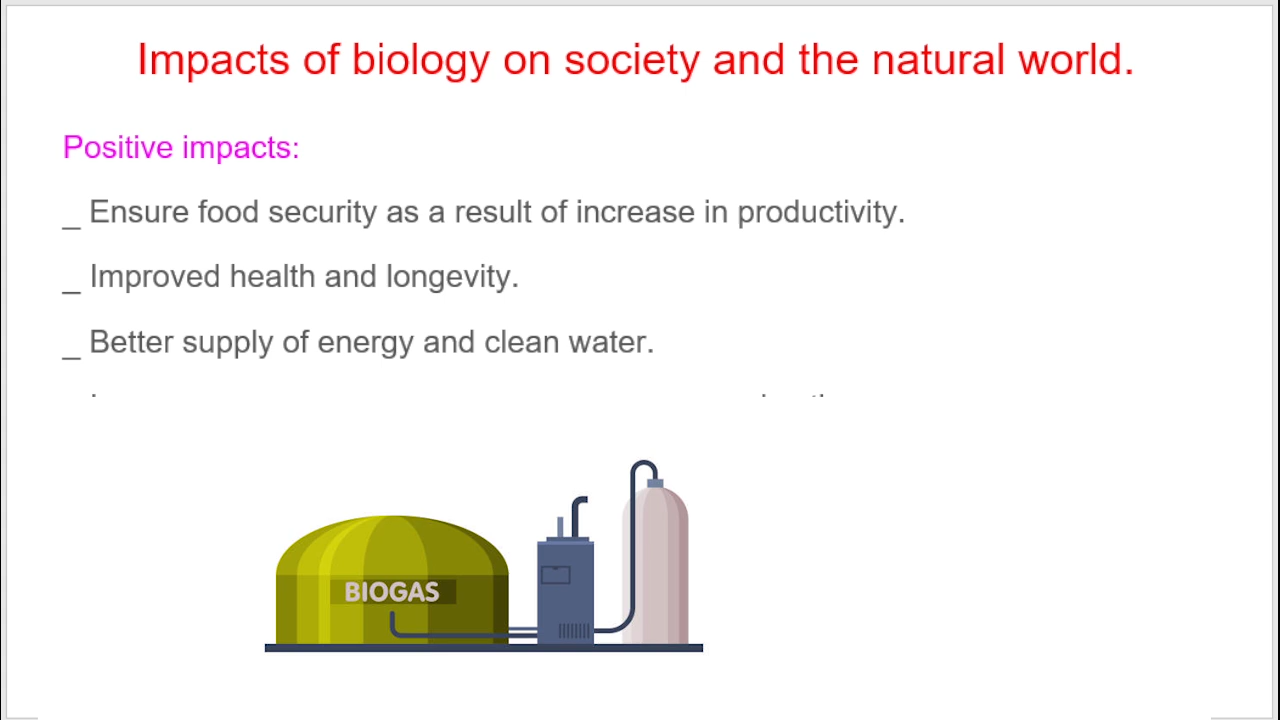 Impacts of biology on society and the natural world.
Positive impacts:
_ Ensure food security as a result of increase in productivity.
_ Improved health and longevity.
_ Better supply of energy and clean water.
BIOGAS